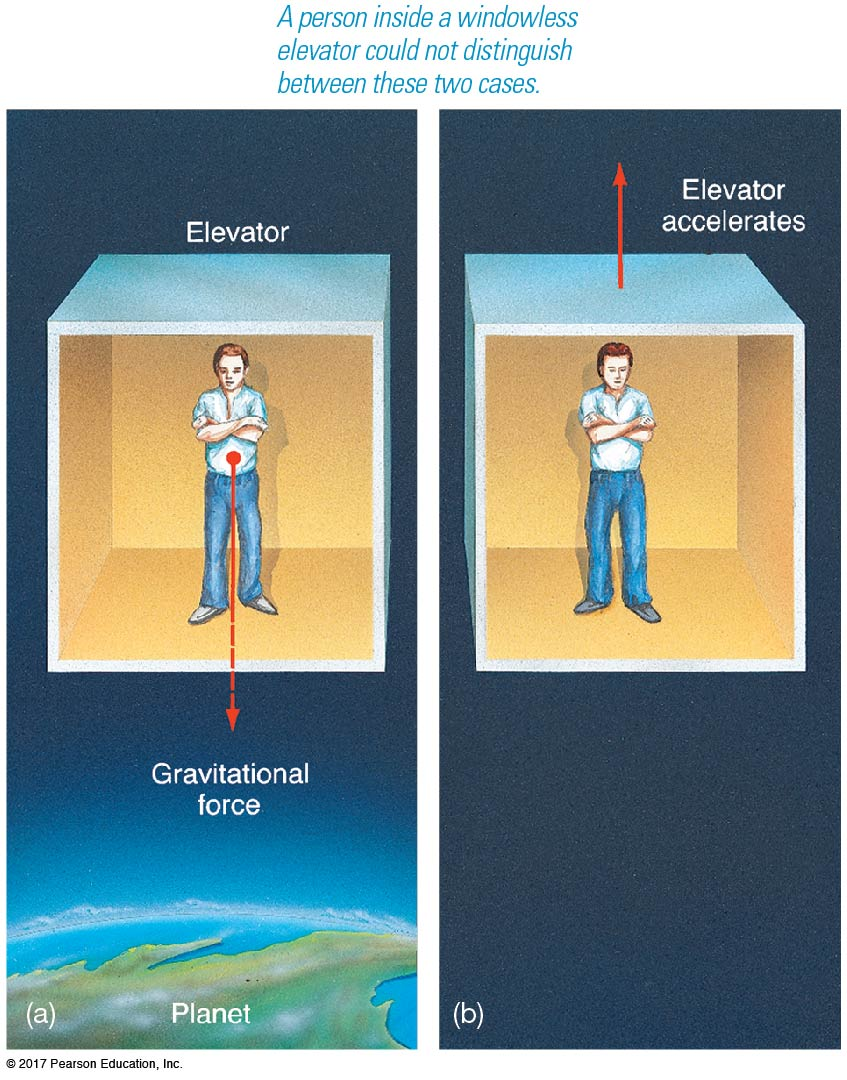 A person inside a windowless
elevator could not distinguish
between these two cases.
Elevator
Gravitational
force
(a)
Planet
Elevator
accelerates
(b)
© 2017 Pearson Education, Inc.